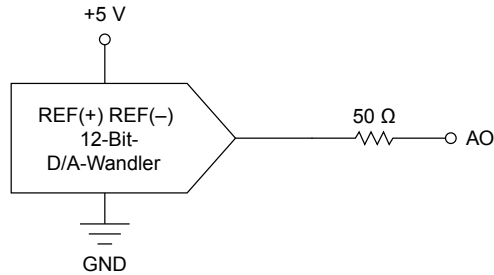 +5 V
REF(+) REF(–)
12-Bit-
D/A-Wandler
50 Ω
AO
GND